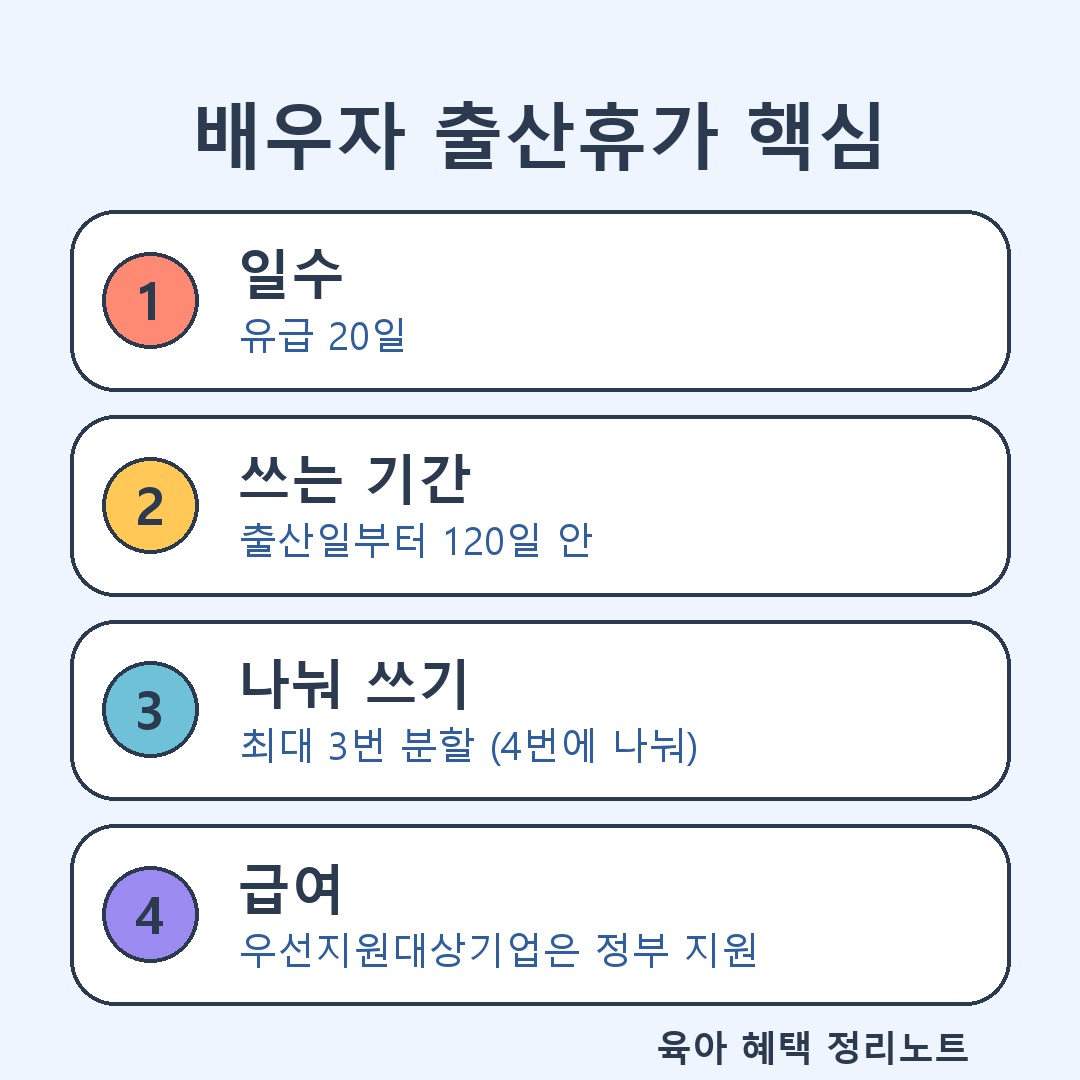 배우자 출산휴가 핵심
1
일수
유급 20일
2
쓰는 기간
출산일부터 120일 안
3
나눠 쓰기
최대 3번 분할 (4번에 나눠)
4
급여
우선지원대상기업은 정부 지원
육아 혜택 정리노트